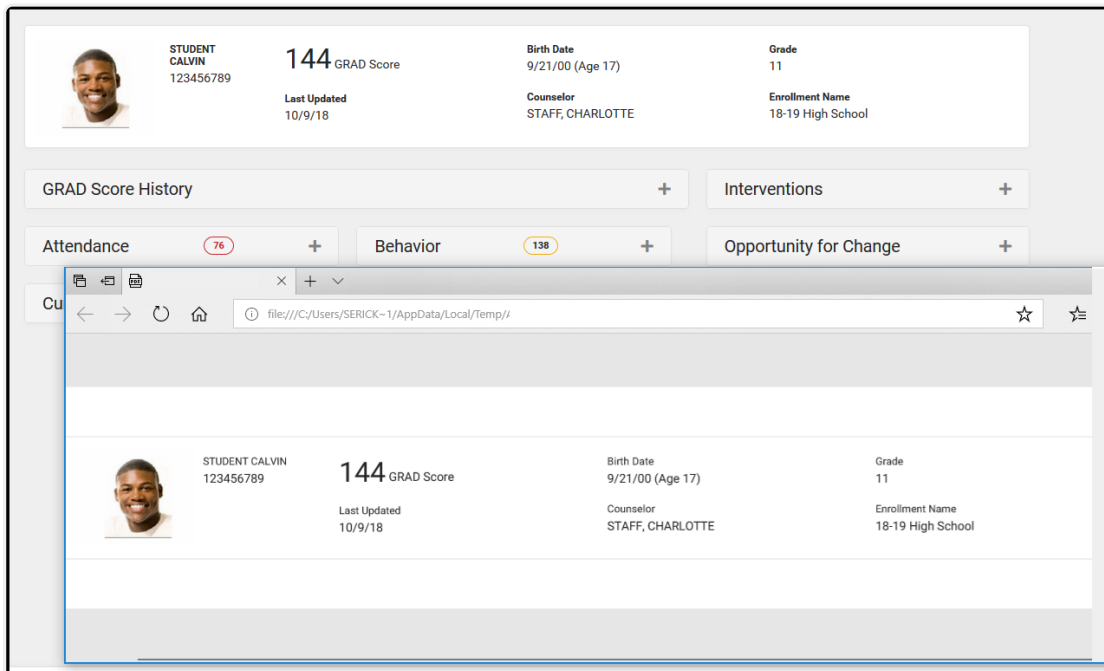 STUDENT
CALVIN
123456789
144 GRAD Score
Last Updated
10/9/18
Birth Date
9/21/00 (Age 17)
Counselor
STAFF, CHARLOTTE
Grade
11
Enrollment Name
18-19 High School
GRAD Score History +
Interventions +
Attendance 76 +
Behavior 138 +
Opportunity for Change +
Cu
PDF
file:///C:/Users/SERICK~1/AppData/Local/Temp/
STUDENT CALVIN
123456789
144 GRAD Score
Last Updated
10/9/18
Birth Date
9/21/00 (Age 17)
Counselor
STAFF, CHARLOTTE
Grade
11
Enrollment Name
18-19 High School